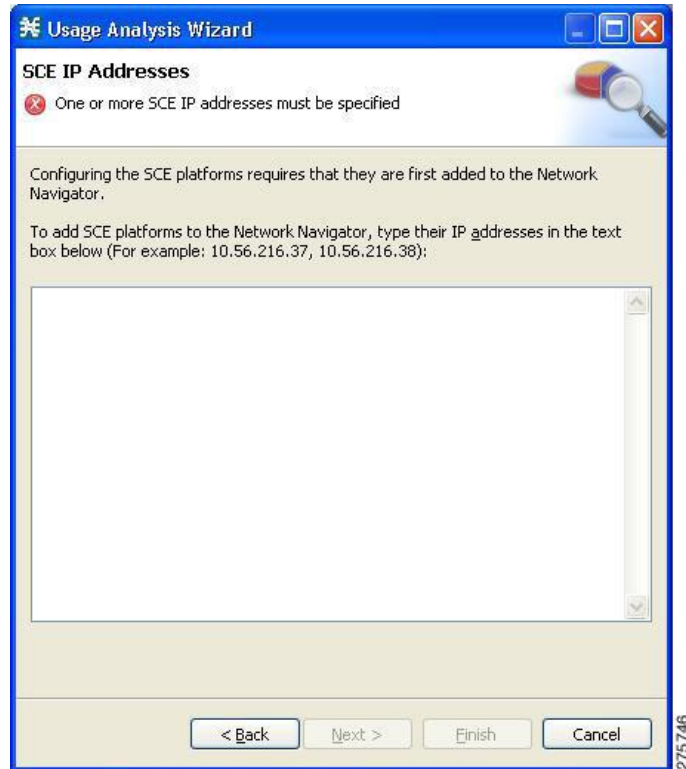 Usage Analysis Wizard
SCE IP Addresses
One or more SCE IP addresses must be specified
Configuring the SCE platforms requires that they are first added to the Network
Navigator.
To add SCE platforms to the Network Navigator, type their IP addresses in the text
box below (For example: 10.56.216.37, 10.56.216.38):
< Back
Next >
Finish
Cancel
275746